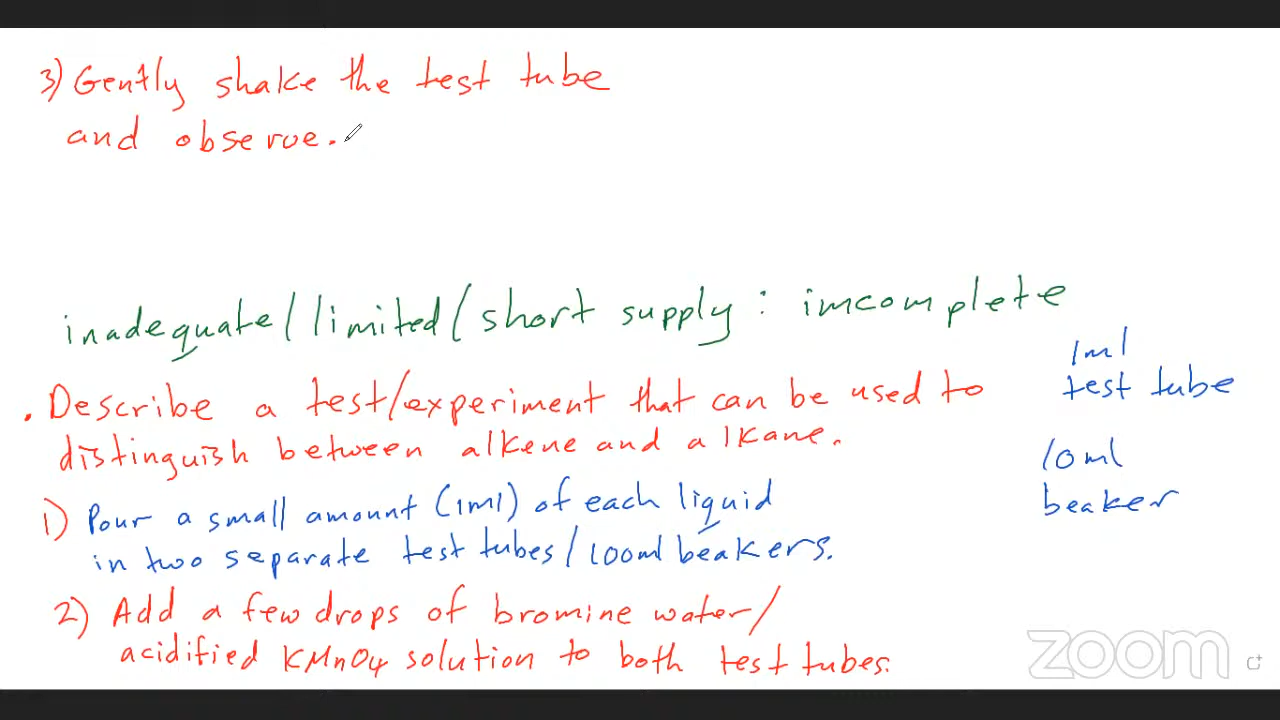 3) Gently shake the test tube
and observe.
inadequate/limited/short supply: imcomplete
1ml
test tube
. Describe a test/experiment that can be used to
distinguish between alkene and alkane.
10ml
beaker
1) Pour a small amount (1ml) of each liquid
in two separate test tubes/100ml beakers.
2) Add a few drops of bromine water/
acidified KMnO4 solution to both test tubes.
zoom